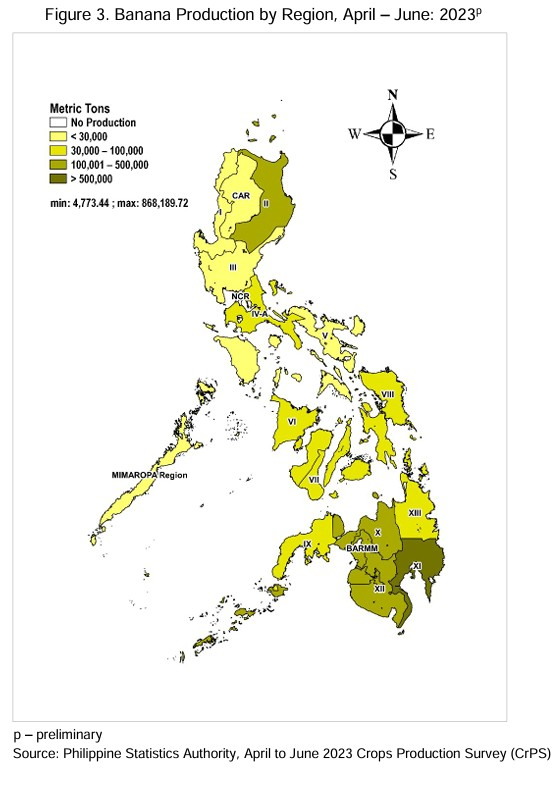 Figure 3. Banana Production by Region, April – June: 2023ᵖ
Metric Tons
No Production
< 30,000
30,000 – 100,000
100,001 – 500,000
> 500,000
min: 4,773.44 ; max: 868,189.72
N
W E
S
CAR
II
I
III
NCR
IV-A
V
VIII
VI
VII
MIMAROPA Region
XIII
X
IX
BARMM
XI
XII
p – preliminary
Source: Philippine Statistics Authority, April to June 2023 Crops Production Survey (CrPS)